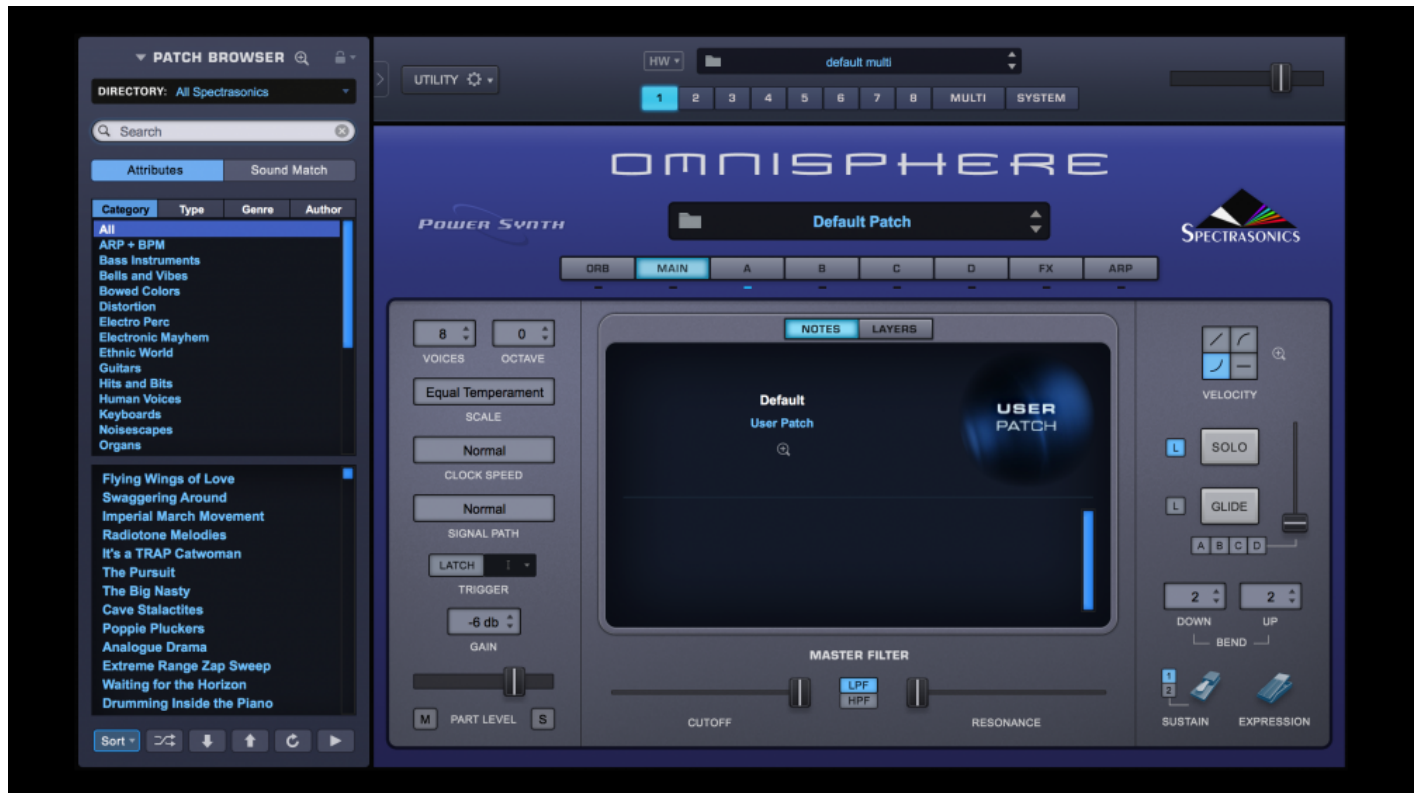 PATCH BROWSER
DIRECTORY: All Spectrasonics
Search
Attributes Sound Match
Category Type Genre Author
All
ARP + BPM
Bass Instruments
Bells and Vibes
Bowed Colors
Distortion
Electro Perc
Electronic Mayhem
Ethnic World
Guitars
Hits and Bits
Human Voices
Keyboards
Noisescapes
Organs
Flying Wings of Love
Swaggering Around
Imperial March Movement
Radiotone Melodies
It's a TRAP Catwoman
The Pursuit
The Big Nasty
Cave Stalactites
Poppie Pluckers
Analogue Drama
Extreme Range Zap Sweep
Waiting for the Horizon
Drumming Inside the Piano
Sort
UTILITY
HW
default multi
1 2 3 4 5 6 7 8 MULTI SYSTEM
OMNISPHERE
POWER SYNTH
Default Patch
SPECTRASONICS
ORB MAIN A B C D FX ARP
8 0
VOICES OCTAVE
Equal Temperament
SCALE
Normal
CLOCK SPEED
Normal
SIGNAL PATH
LATCH
TRIGGER
-6 db
GAIN
M PART LEVEL S
NOTES LAYERS
Default
User Patch
USER
PATCH
MASTER FILTER
LPF
HPF
CUTOFF RESONANCE
VELOCITY
L SOLO
L GLIDE
A B C D
2 2
DOWN UP
BEND
1
2
SUSTAIN EXPRESSION